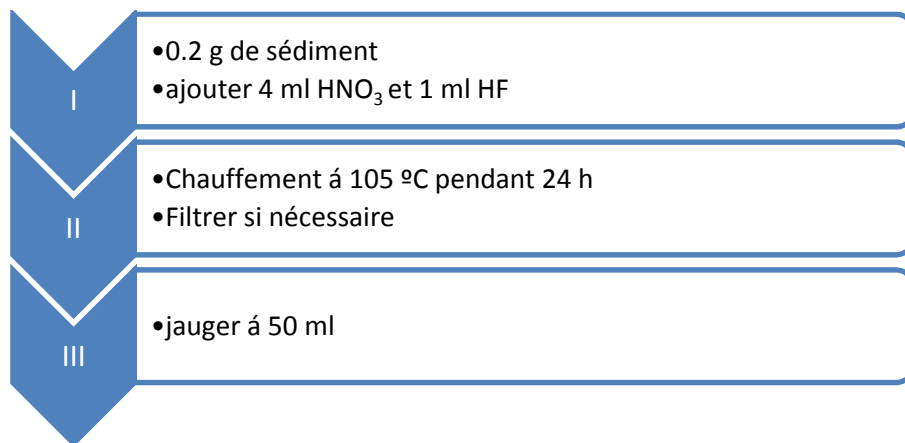 I
•0.2 g de sédiment
•ajouter 4 ml HNO₃ et 1 ml HF
II
•Chauffement á 105 ºC pendant 24 h
•Filtrer si nécessaire
III
•jauger á 50 ml